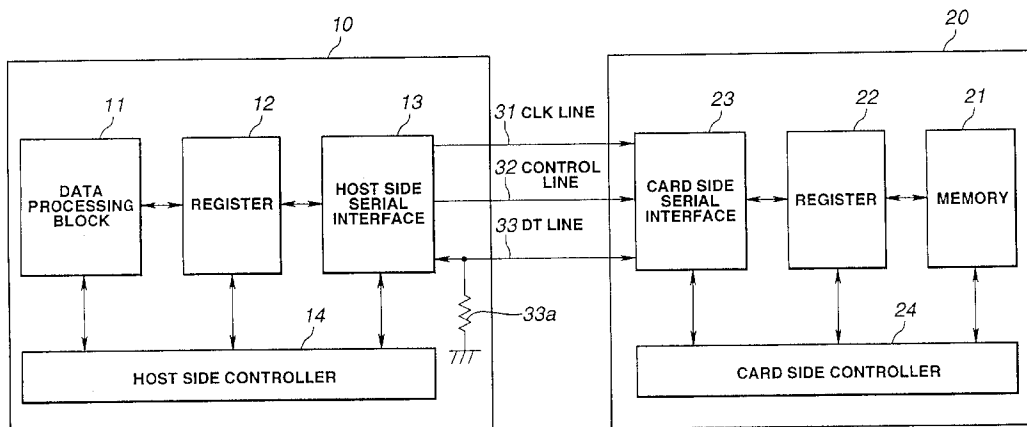 10
20
11
12
13
31 CLK LINE
32 CONTROL
LINE
33 DT LINE
23
22
21
DATA
PROCESSING
BLOCK
REGISTER
HOST SIDE
SERIAL
INTERFACE
CARD SIDE
SERIAL
INTERFACE
REGISTER
MEMORY
33a
14
24
HOST SIDE CONTROLLER
CARD SIDE CONTROLLER